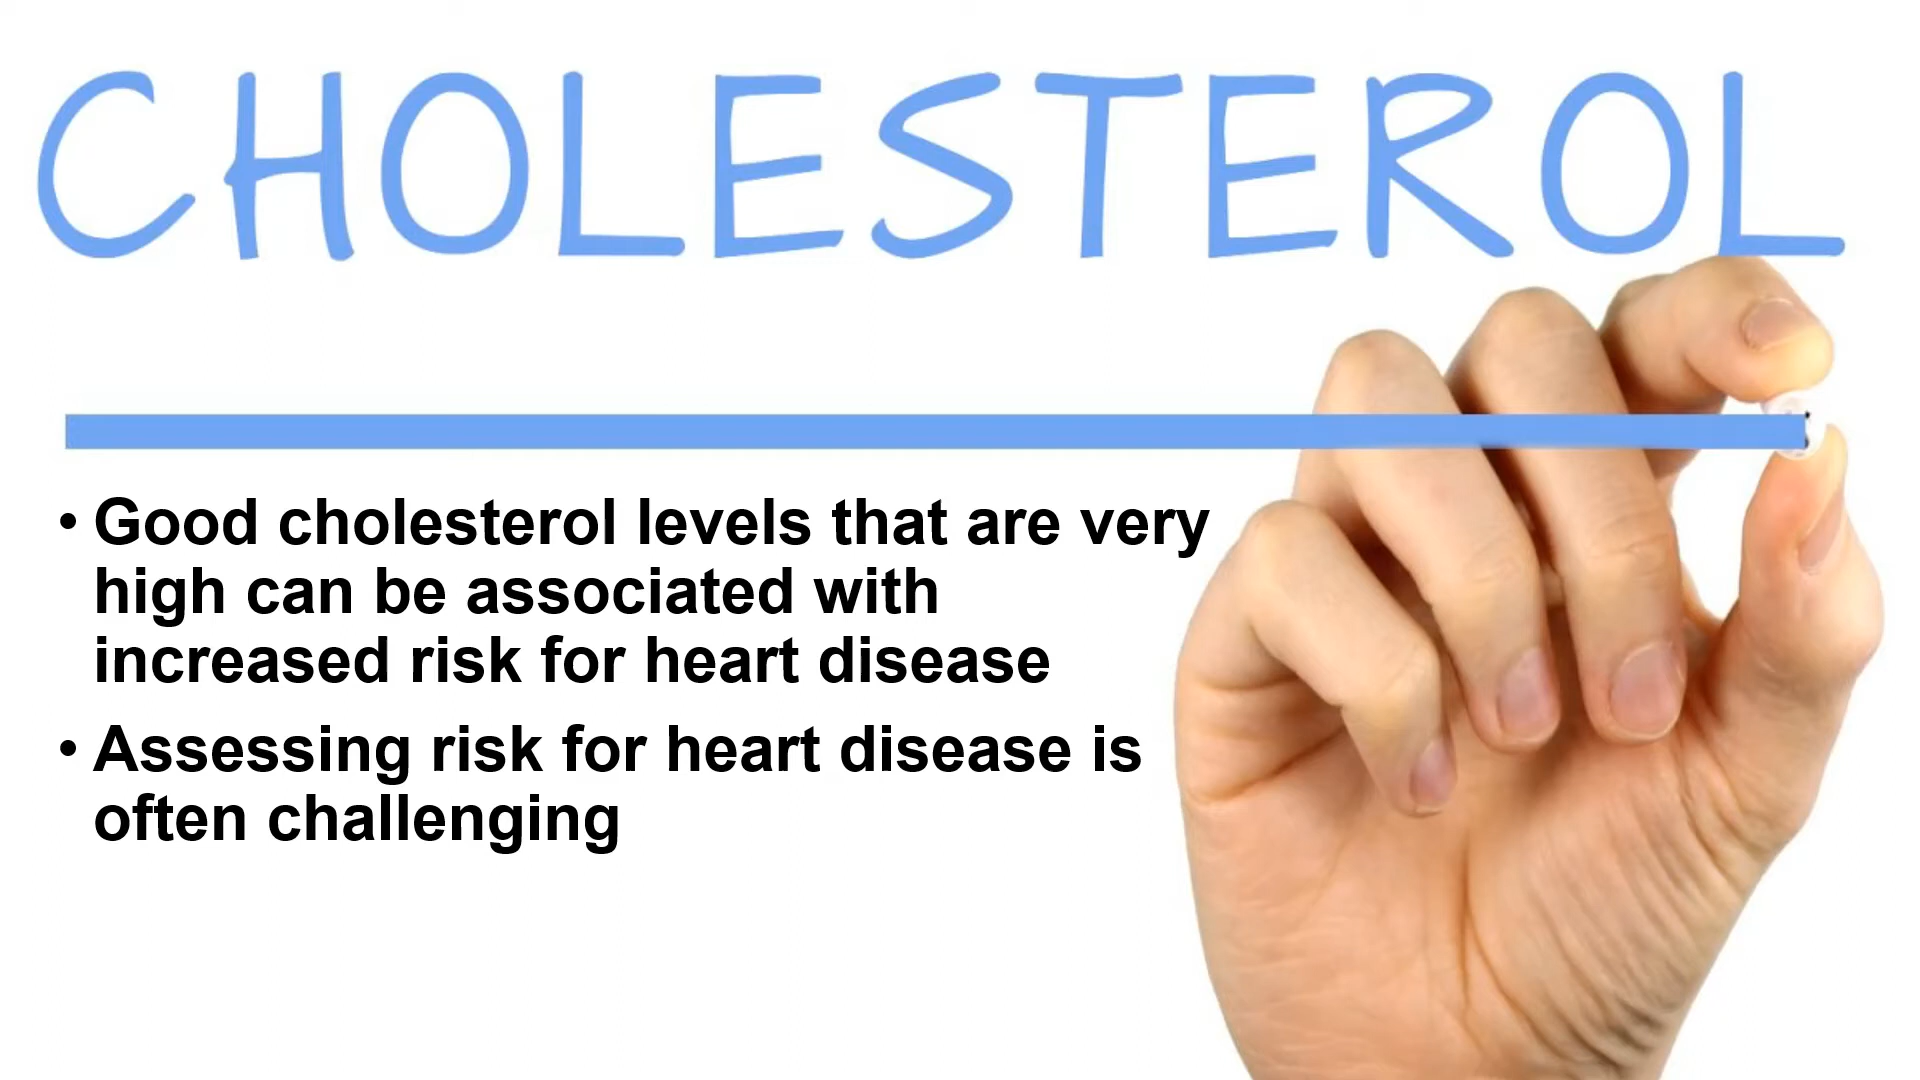 CHOLESTEROL
• Good cholesterol levels that are very
high can be associated with
increased risk for heart disease
• Assessing risk for heart disease is
often challenging